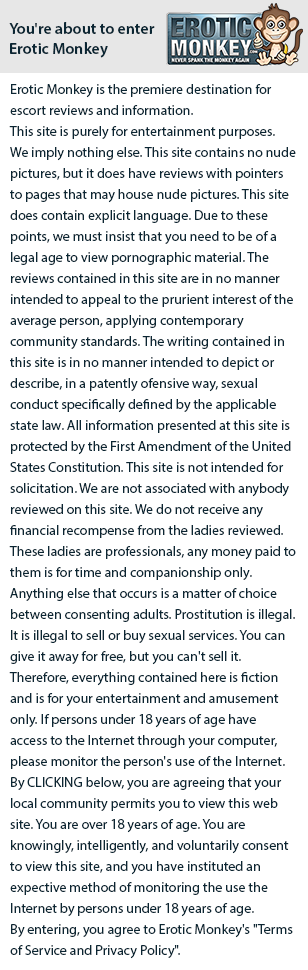 You're about to enter
Erotic Monkey
EROTIC
MONKEY.COM
NEVER SPANK THE MONKEY AGAIN
Erotic Monkey is the premiere destination for
escort reviews and information.
This site is purely for entertainment purposes.
We imply nothing else. This site contains no nude
pictures, but it does have reviews with pointers
to pages that may house nude pictures. This site
does contain explicit language. Due to these
points, we must insist that you need to be of a
legal age to view pornographic material. The
reviews contained in this site are in no manner
intended to appeal to the prurient interest of the
average person, applying contemporary
community standards. The writing contained in
this site is in no manner intended to depict or
describe, in a patently ofensive way, sexual
conduct specifically defined by the applicable
state law. All information presented at this site is
protected by the First Amendment of the United
States Constitution. This site is not intended for
solicitation. We are not associated with anybody
reviewed on this site. We do not receive any
financial recompense from the ladies reviewed.
These ladies are professionals, any money paid to
them is for time and companionship only.
Anything else that occurs is a matter of choice
between consenting adults. Prostitution is illegal.
It is illegal to sell or buy sexual services. You can
give it away for free, but you can't sell it.
Therefore, everything contained here is fiction
and is for your entertainment and amusement
only. If persons under 18 years of age have
access to the Internet through your computer,
please monitor the person's use of the Internet.
By CLICKING below, you are agreeing that your
local community permits you to view this web
site. You are over 18 years of age. You are
knowingly, intelligently, and voluntarily consent
to view this site, and you have instituted an
expective method of monitoring the use the
Internet by persons under 18 years of age.
By entering, you agree to Erotic Monkey's "Terms
of Service and Privacy Policy".